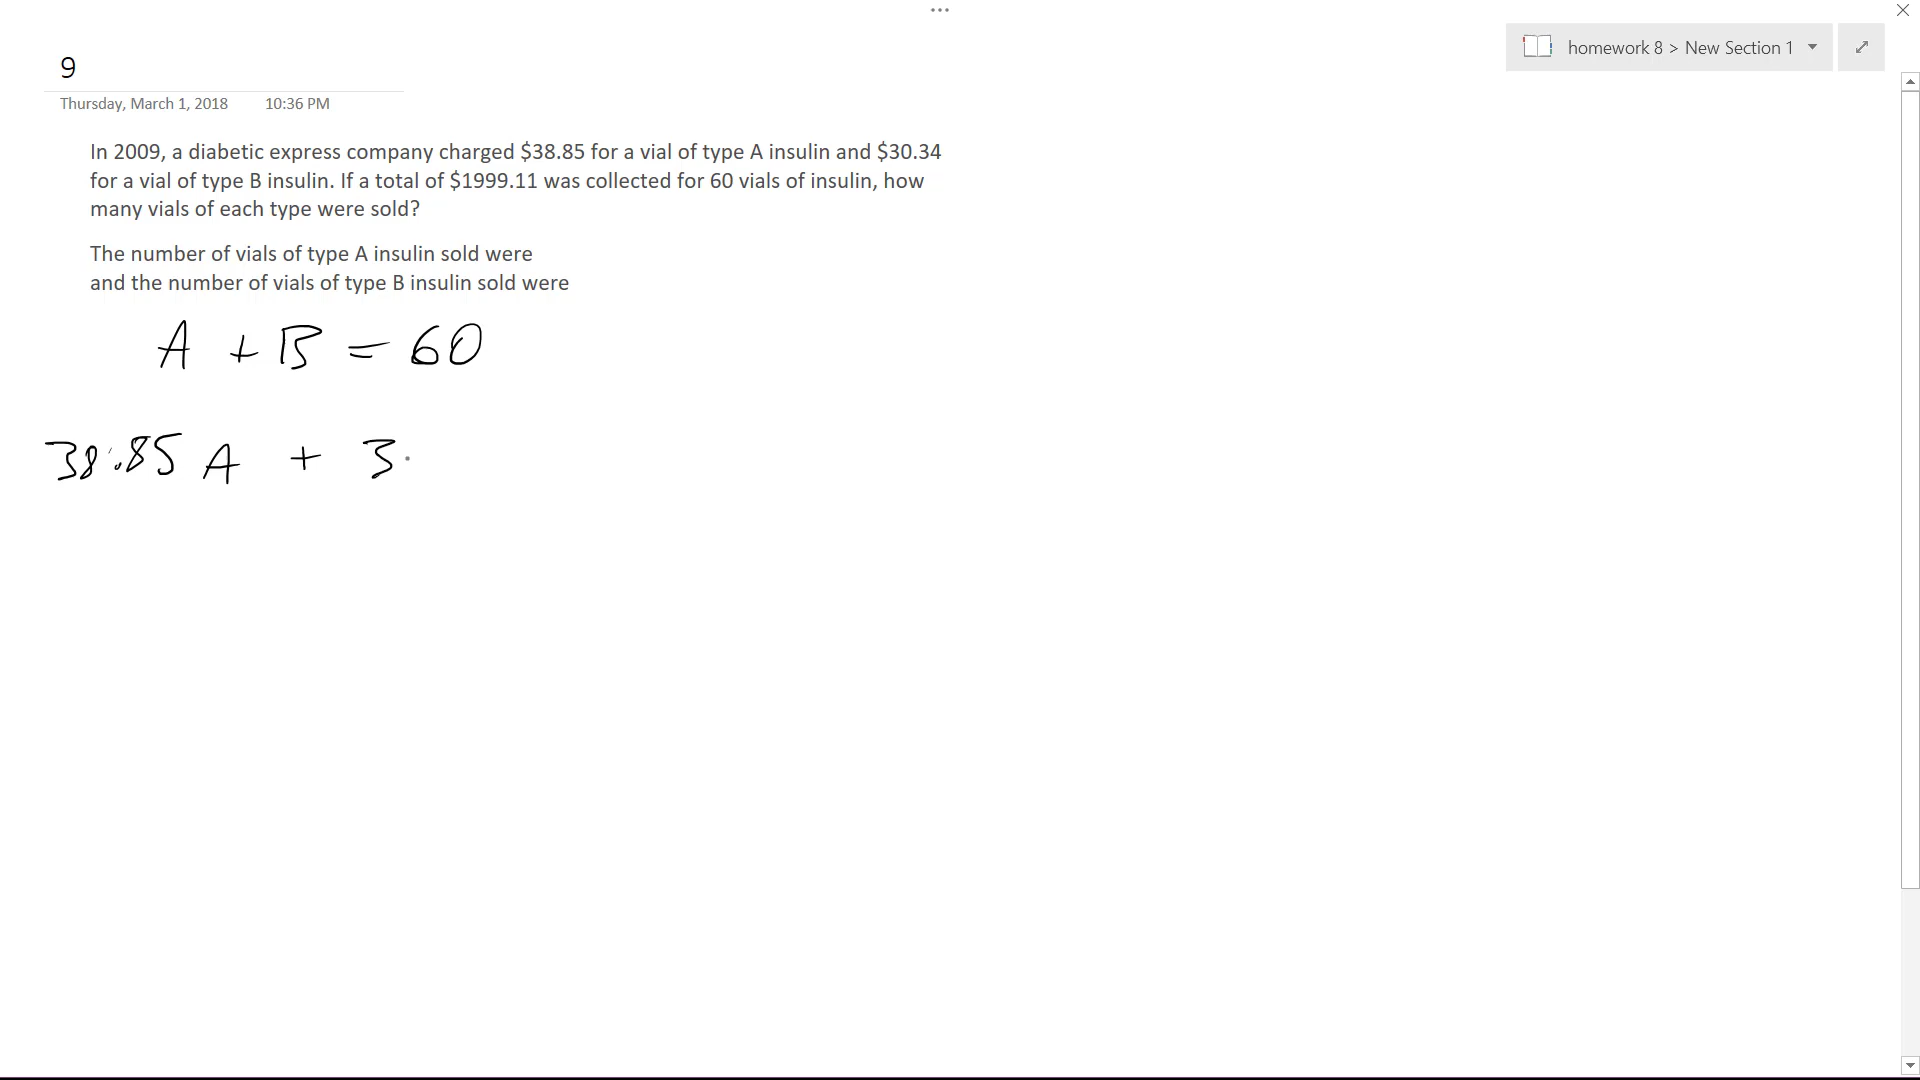 homework 8 > New Section 1
9
Thursday, March 1, 2018 10:36 PM
In 2009, a diabetic express company charged $38.85 for a vial of type A insulin and $30.34
for a vial of type B insulin. If a total of $1999.11 was collected for 60 vials of insulin, how
many vials of each type were sold?
The number of vials of type A insulin sold were
and the number of vials of type B insulin sold were
A + B = 60
38.85 A + 3